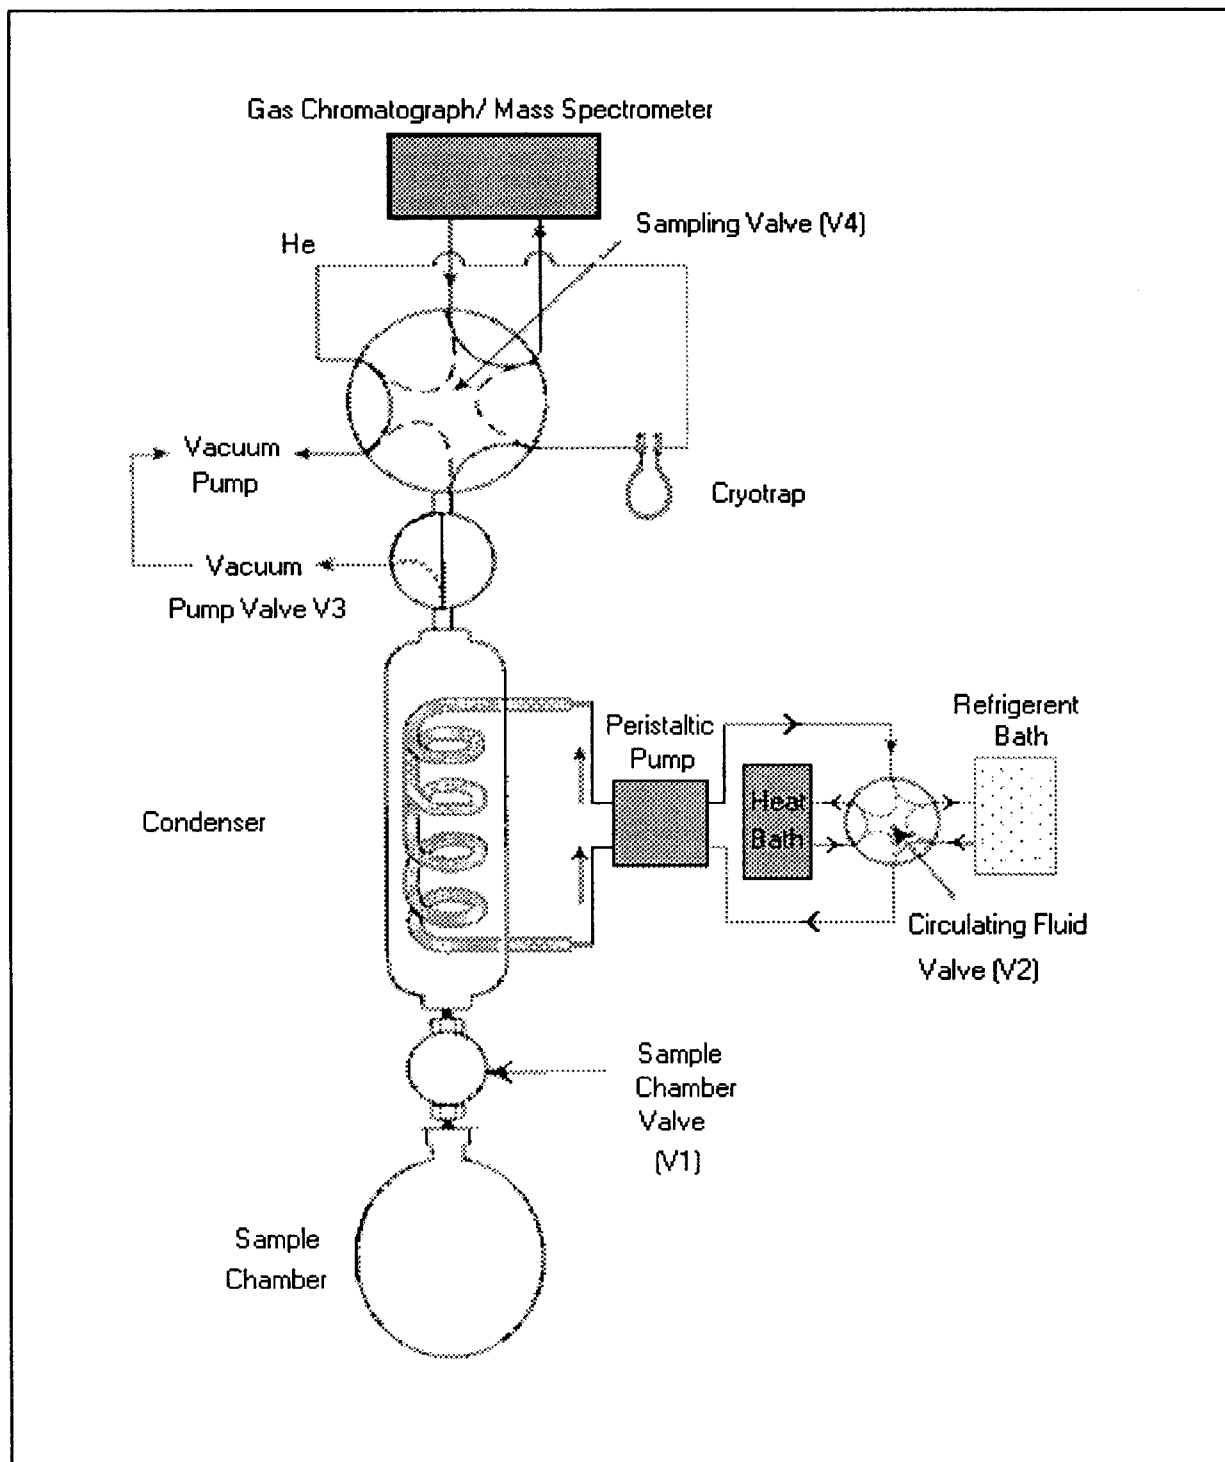 Gas Chromatograph/ Mass Spectrometer
Sampling Valve (V4)
He
Vacuum
Pump
Cryotrap
Vacuum
Pump Valve V3
Refrigerent
Bath
Peristaltic
Pump
Heat
Bath
Condenser
Circulating Fluid
Valve (V2)
Sample
Chamber
Valve
(V1)
Sample
Chamber